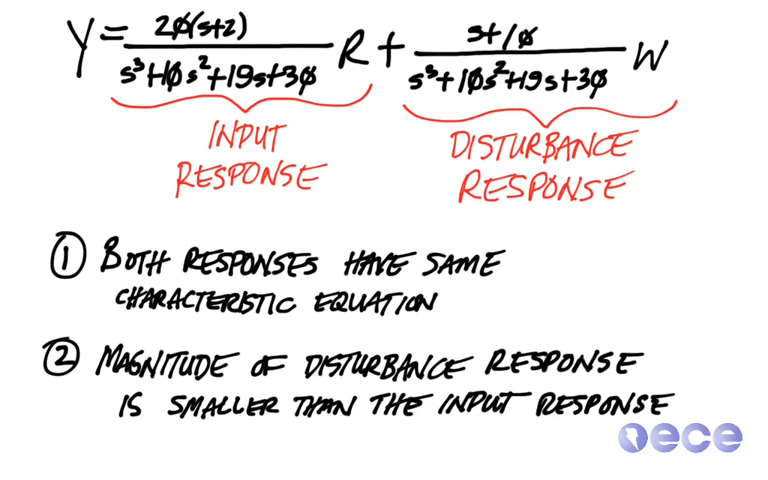 Y = 20(s+2) / s³+10s²+19s+30 R + s+10 / s³+10s²+19s+30 W
INPUT RESPONSE
DISTURBANCE RESPONSE
① BOTH RESPONSES HAVE SAME
CHARACTERISTIC EQUATION
② MAGNITUDE OF DISTURBANCE RESPONSE
IS SMALLER THAN THE INPUT RESPONSE
ece